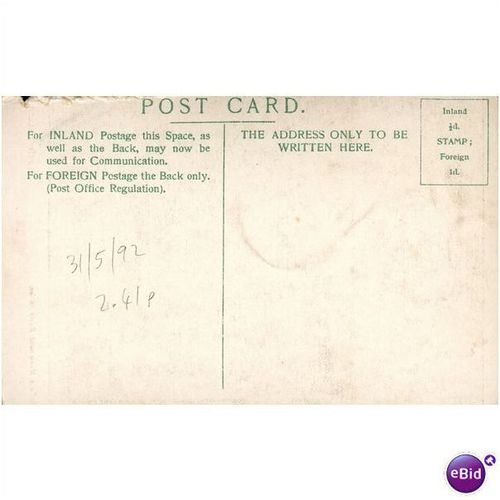 POST CARD.
For INLAND Postage this Space, as
well as the Back, may now be
used for Communication.
For FOREIGN Postage the Back only.
(Post Office Regulation).
THE ADDRESS ONLY TO BE
WRITTEN HERE.
Inland
½d.
STAMP;
Foreign
1d.
31/5/92
2.41p
eBid